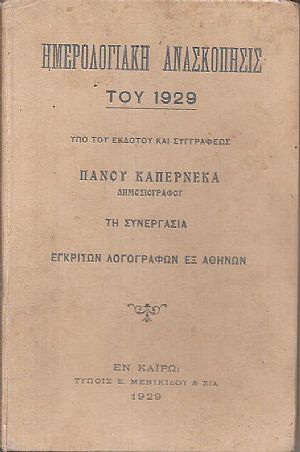 ΗΜΕΡΟΛΟΓΙΑΚΗ ΑΝΑΣΚΟΠΗΣΙΣ
ΤΟΥ 1929
ΥΠΟ ΤΟΥ ΕΚΔΟΤΟΥ ΚΑΙ ΣΥΓΓΡΑΦΕΩΣ
ΠΑΝΟΥ ΚΑΠΕΡΝΕΚΑ
ΔΗΜΟΣΙΟΓΡΑΦΟΥ
ΤΗ ΣΥΝΕΡΓΑΣΙΑ
ΕΓΚΡΙΤΩΝ ΛΟΓΟΓΡΑΦΩΝ ΕΞ ΑΘΗΝΩΝ
ΕΝ ΚΑΪΡΩ:
ΤΥΠΟΙΣ Ε. ΜΕΝΙΚΙΔΟΥ & ΣΙΑ
1929